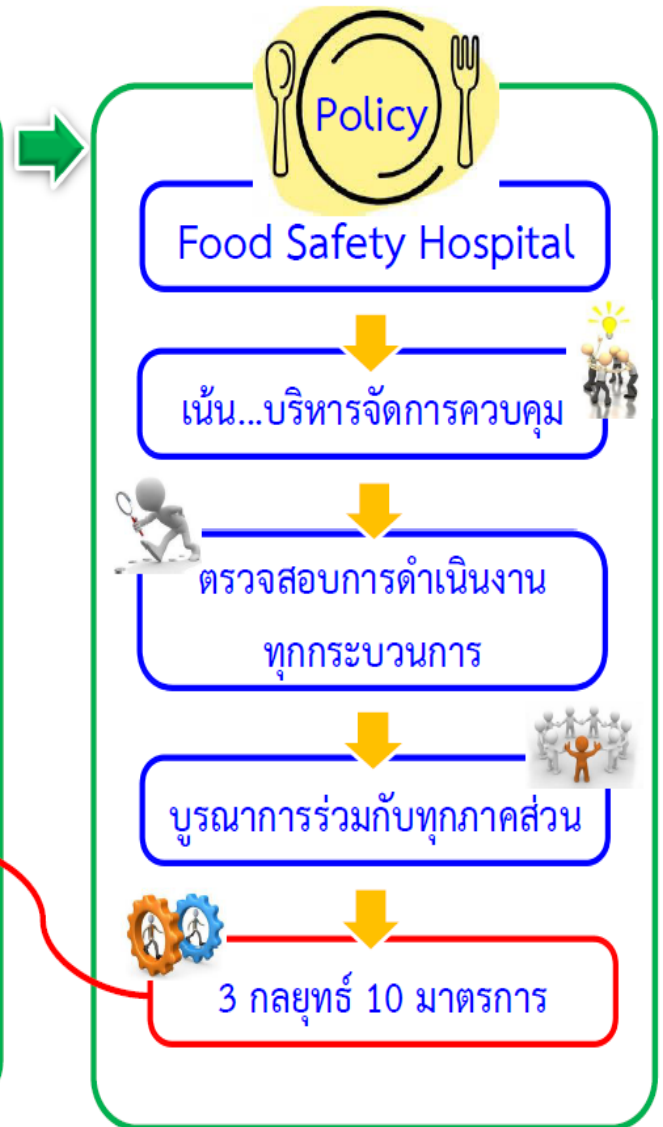 Policy
Food Safety Hospital
เน้น...บริหารจัดการควบคุม
ตรวจสอบการดำเนินงาน
ทุกกระบวนการ
บูรณาการร่วมกับทุกภาคส่วน
3 กลยุทธ์ 10 มาตรการ